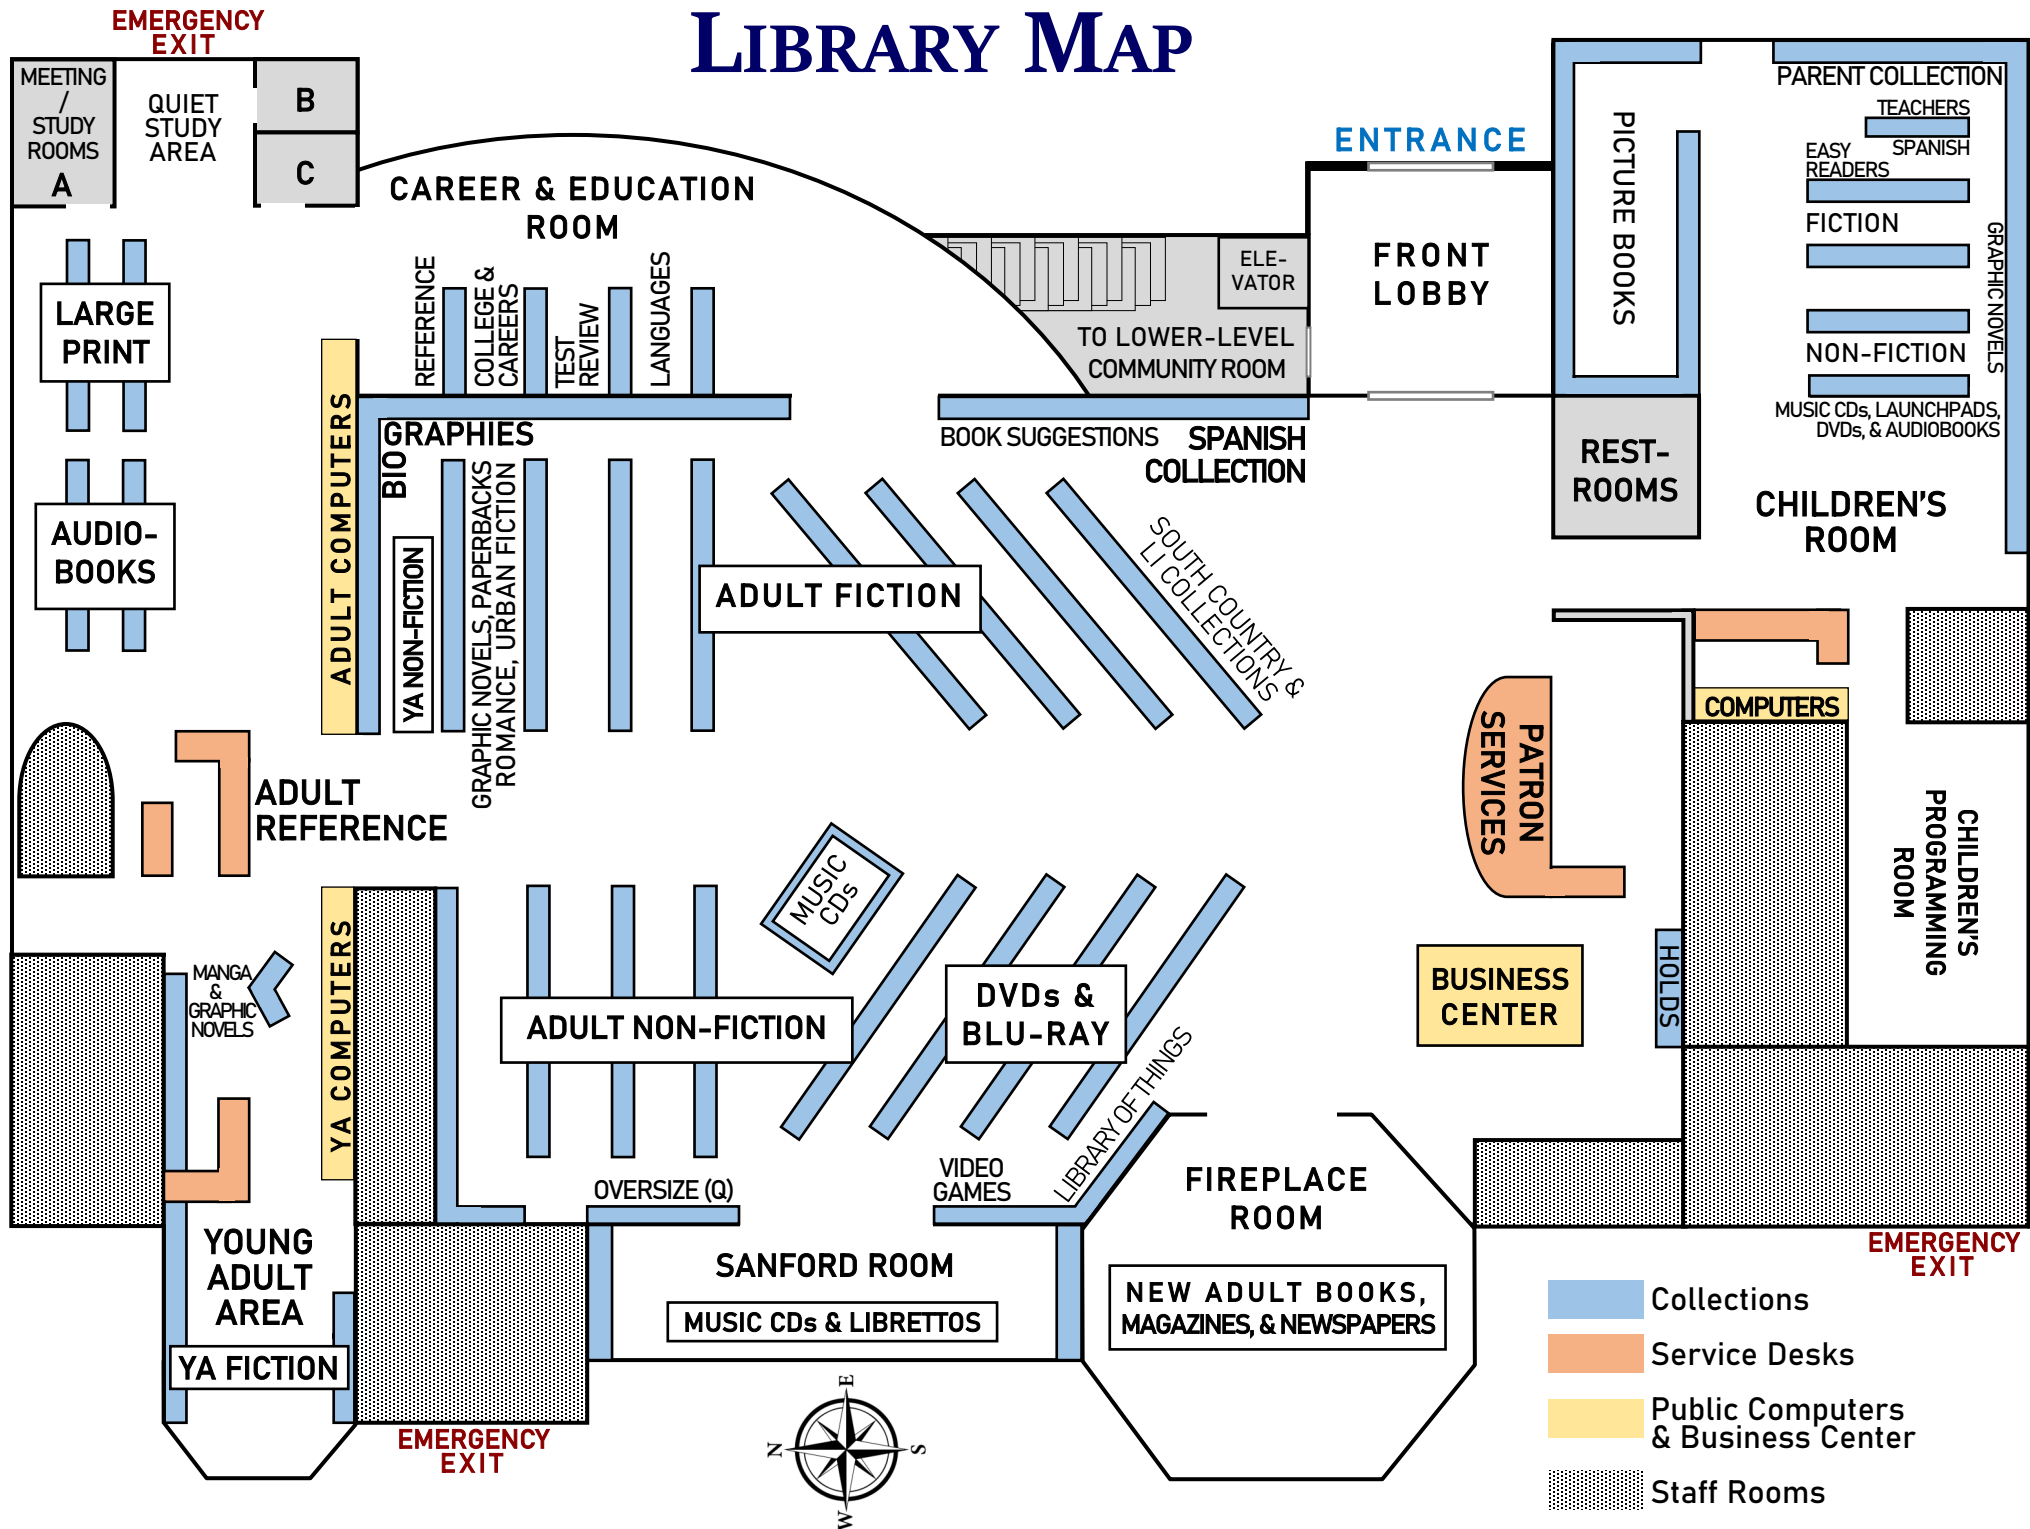 LIBRARY MAP
EMERGENCY
EXIT
MEETING
/
STUDY
ROOMS
A
QUIET
STUDY
AREA
B
C
CAREER & EDUCATION
ROOM
REFERENCE
COLLEGE &
CAREERS
TEST
REVIEW
LANGUAGES
ENTRANCE
FRONT
LOBBY
ELE-
VATOR
TO LOWER-LEVEL
COMMUNITY ROOM
PICTURE BOOKS
PARENT COLLECTION
TEACHERS
SPANISH
EASY
READERS
FICTION
GRAPHIC NOVELS
NON-FICTION
MUSIC CDs, LAUNCHPADS,
DVDs, & AUDIOBOOKS
REST-
ROOMS
CHILDREN'S
ROOM
LARGE
PRINT
AUDIO-
BOOKS
ADULT COMPUTERS
BIOGRAPHIES
YA NON-FICTION
GRAPHIC NOVELS, PAPERBACKS
ROMANCE, URBAN FICTION
BOOK SUGGESTIONS
SPANISH
COLLECTION
ADULT FICTION
SOUTH COUNTRY &
LI COLLECTIONS
COMPUTERS
PATRON
SERVICES
CHILDREN'S
PROGRAMMING
ROOM
ADULT
REFERENCE
MUSIC
CDs
MANGA
&
GRAPHIC
NOVELS
YA COMPUTERS
ADULT NON-FICTION
DVDs &
BLU-RAY
BUSINESS
CENTER
HOLDS
LIBRARY OF THINGS
VIDEO
GAMES
OVERSIZE (Q)
YOUNG
ADULT
AREA
YA FICTION
SANFORD ROOM
MUSIC CDs & LIBRETTOS
FIREPLACE
ROOM
NEW ADULT BOOKS,
MAGAZINES, & NEWSPAPERS
EMERGENCY
EXIT
EMERGENCY
EXIT
E
N
S
W
Collections
Service Desks
Public Computers
& Business Center
Staff Rooms